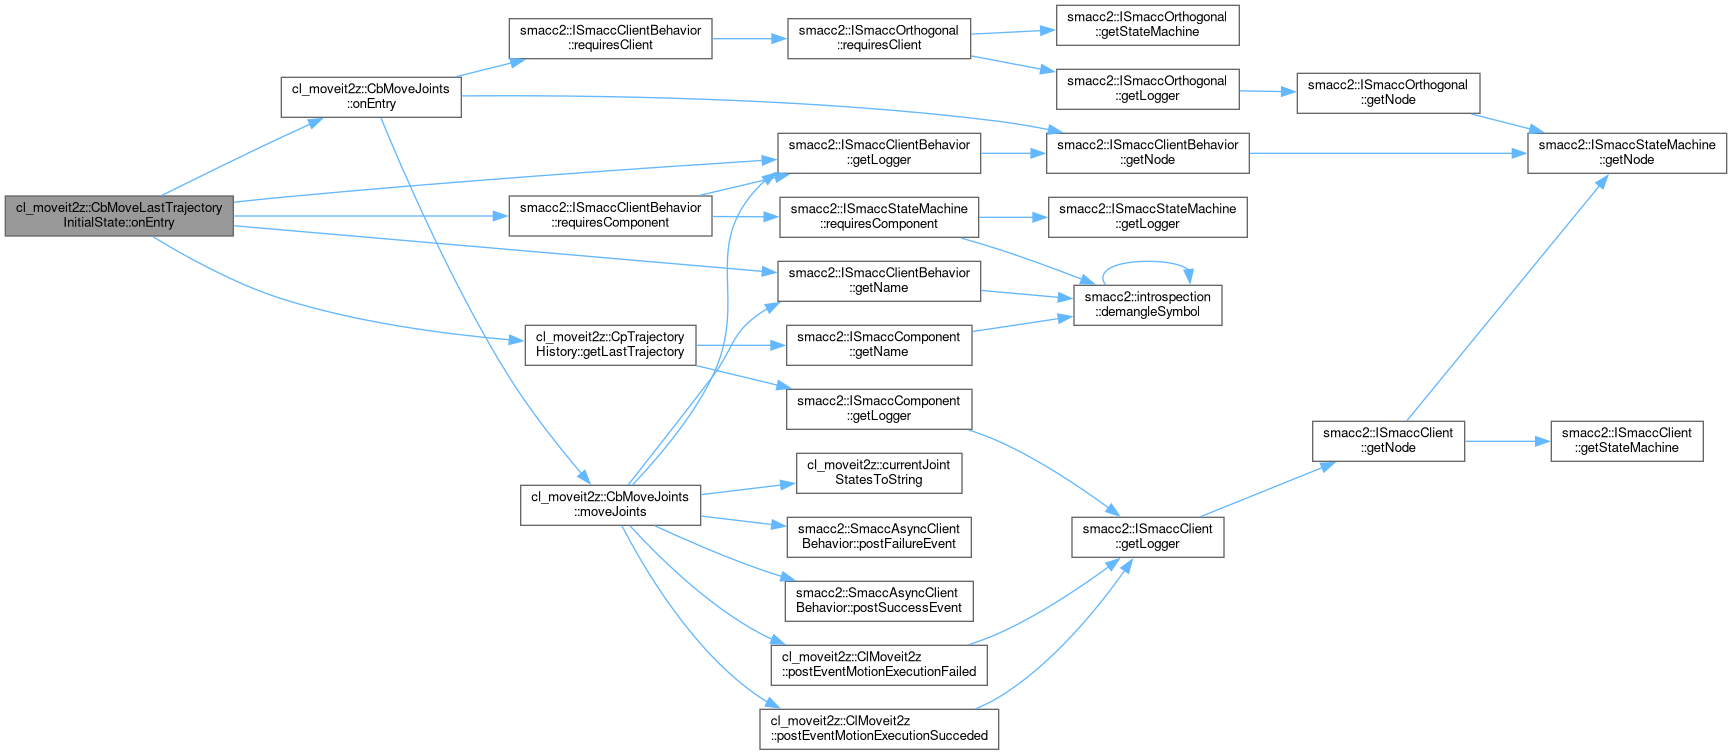 cl_moveit2z::CbMoveLastTrajectory
InitialState::onEntry
cl_moveit2z::CbMoveJoints
::onEntry
smacc2::ISmaccClientBehavior
::requiresClient
smacc2::ISmaccOrthogonal
::requiresClient
smacc2::ISmaccOrthogonal
::getStateMachine
smacc2::ISmaccOrthogonal
::getLogger
smacc2::ISmaccOrthogonal
::getNode
smacc2::ISmaccStateMachine
::getNode
smacc2::ISmaccClientBehavior
::getLogger
smacc2::ISmaccClientBehavior
::getNode
smacc2::ISmaccClientBehavior
::requiresComponent
smacc2::ISmaccStateMachine
::requiresComponent
smacc2::ISmaccStateMachine
::getLogger
smacc2::ISmaccClientBehavior
::getName
smacc2::introspection
::demangleSymbol
cl_moveit2z::CpTrajectory
History::getLastTrajectory
smacc2::ISmaccComponent
::getName
smacc2::ISmaccComponent
::getLogger
cl_moveit2z::CbMoveJoints
::moveJoints
cl_moveit2z::currentJoint
StatesToString
smacc2::SmaccAsyncClient
Behavior::postFailureEvent
smacc2::SmaccAsyncClient
Behavior::postSuccessEvent
cl_moveit2z::ClMoveit2z
::postEventMotionExecutionFailed
cl_moveit2z::ClMoveit2z
::postEventMotionExecutionSucceded
smacc2::ISmaccClient
::getLogger
smacc2::ISmaccClient
::getNode
smacc2::ISmaccClient
::getStateMachine